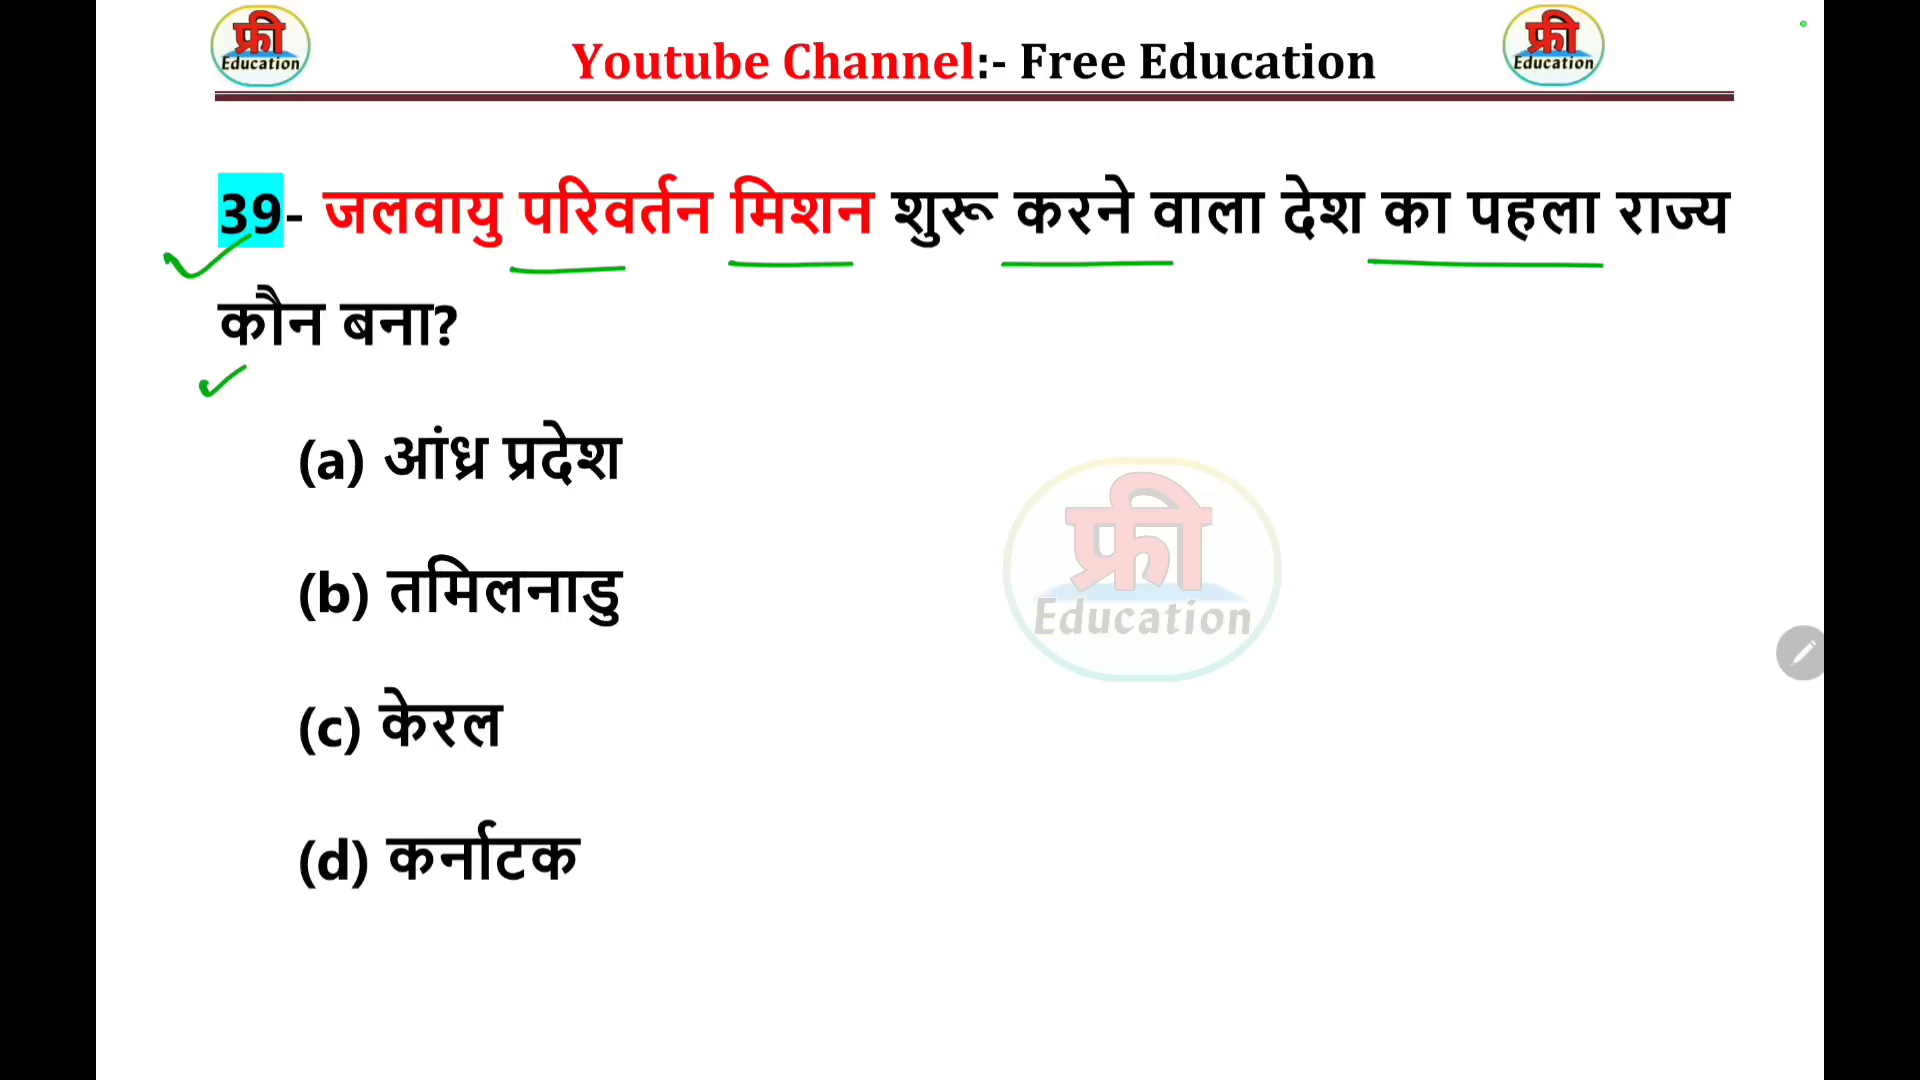 फ्री
Education
Youtube Channel:- Free Education
फ्री
Education
39- जलवायु परिवर्तन मिशन शुरू करने वाला देश का पहला राज्य
कौन बना?
(a) आंध्र प्रदेश
(b) तमिलनाडु
(c) केरल
(d) कर्नाटक
फ्री
Education